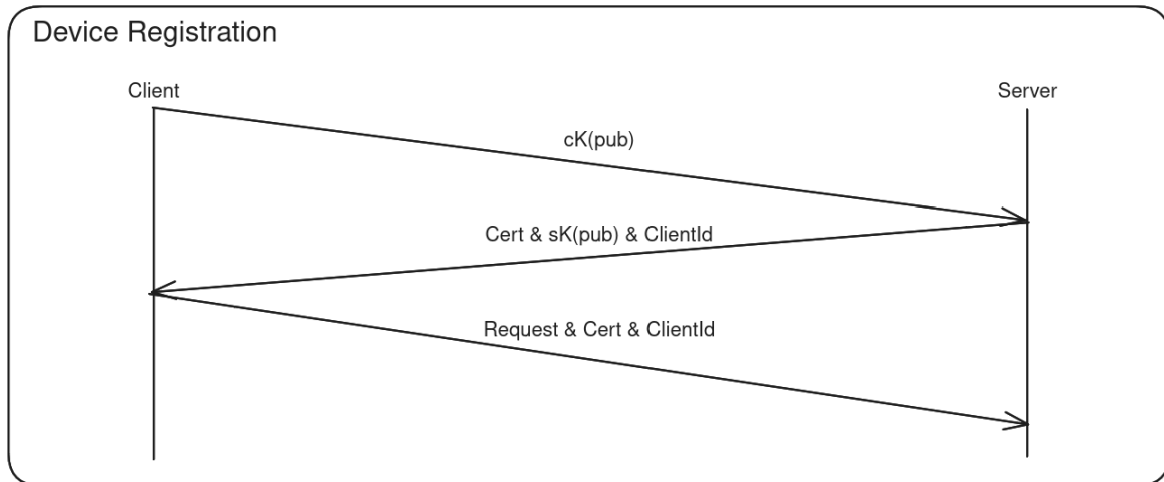 Device Registration
Client
Server
cK(pub)
Cert & sK(pub) & ClientId
Request & Cert & ClientId